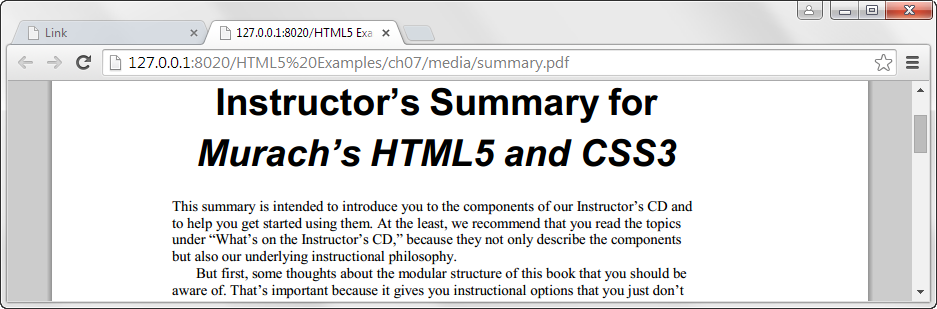 Link
127.0.0.1:8020/HTML5 Exa
127.0.0.1:8020/HTML5%20Examples/ch07/media/summary.pdf
Instructor’s Summary for
Murach’s HTML5 and CSS3
This summary is intended to introduce you to the components of our Instructor’s CD and
to help you get started using them. At the least, we recommend that you read the topics
under “What’s on the Instructor’s CD,” because they not only describe the components
but also our underlying instructional philosophy.
But first, some thoughts about the modular structure of this book that you should be
aware of. That’s important because it gives you instructional options that you just don’t